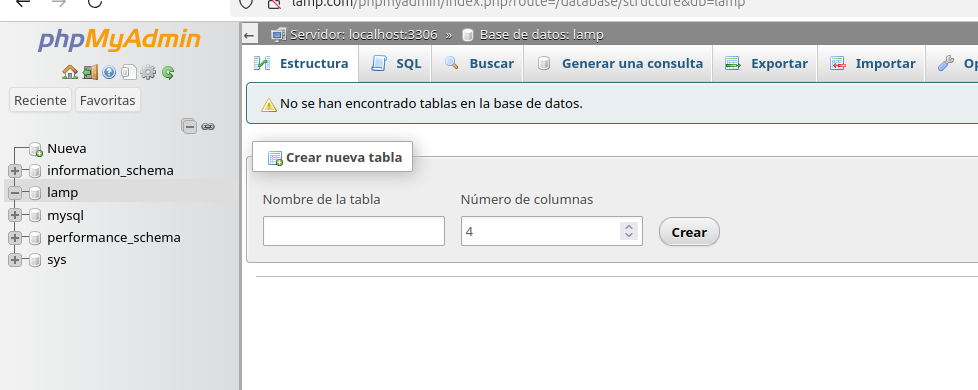 lamp.com/phpmyadmin/index.php?route=/database/structure&db=lamp
phpMyAdmin
Reciente
Favoritas
Nueva
information_schema
lamp
mysql
performance_schema
sys
Servidor: localhost:3306 » Base de datos: lamp
Estructura
SQL
Buscar
Generar una consulta
Exportar
Importar
Op
No se han encontrado tablas en la base de datos.
Crear nueva tabla
Nombre de la tabla
Número de columnas
4
Crear